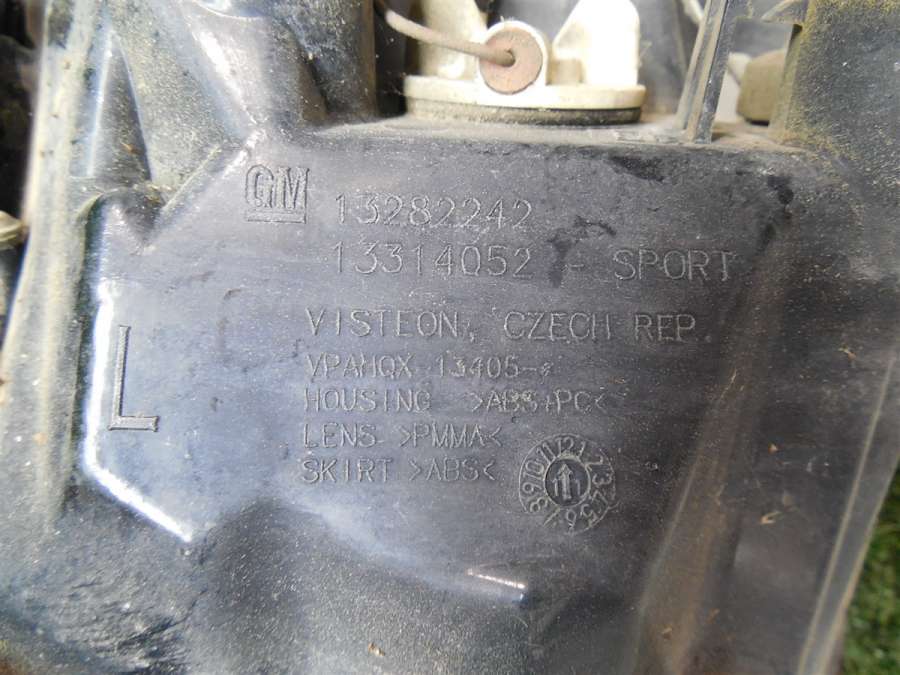 GM 13282242
13314052 - SPORT
L
VISTEON, CZECH REP.
VPAHQX 13405-
HOUSING >ABS+PC<
LENS >PMMA<
SKIRT >ABS<